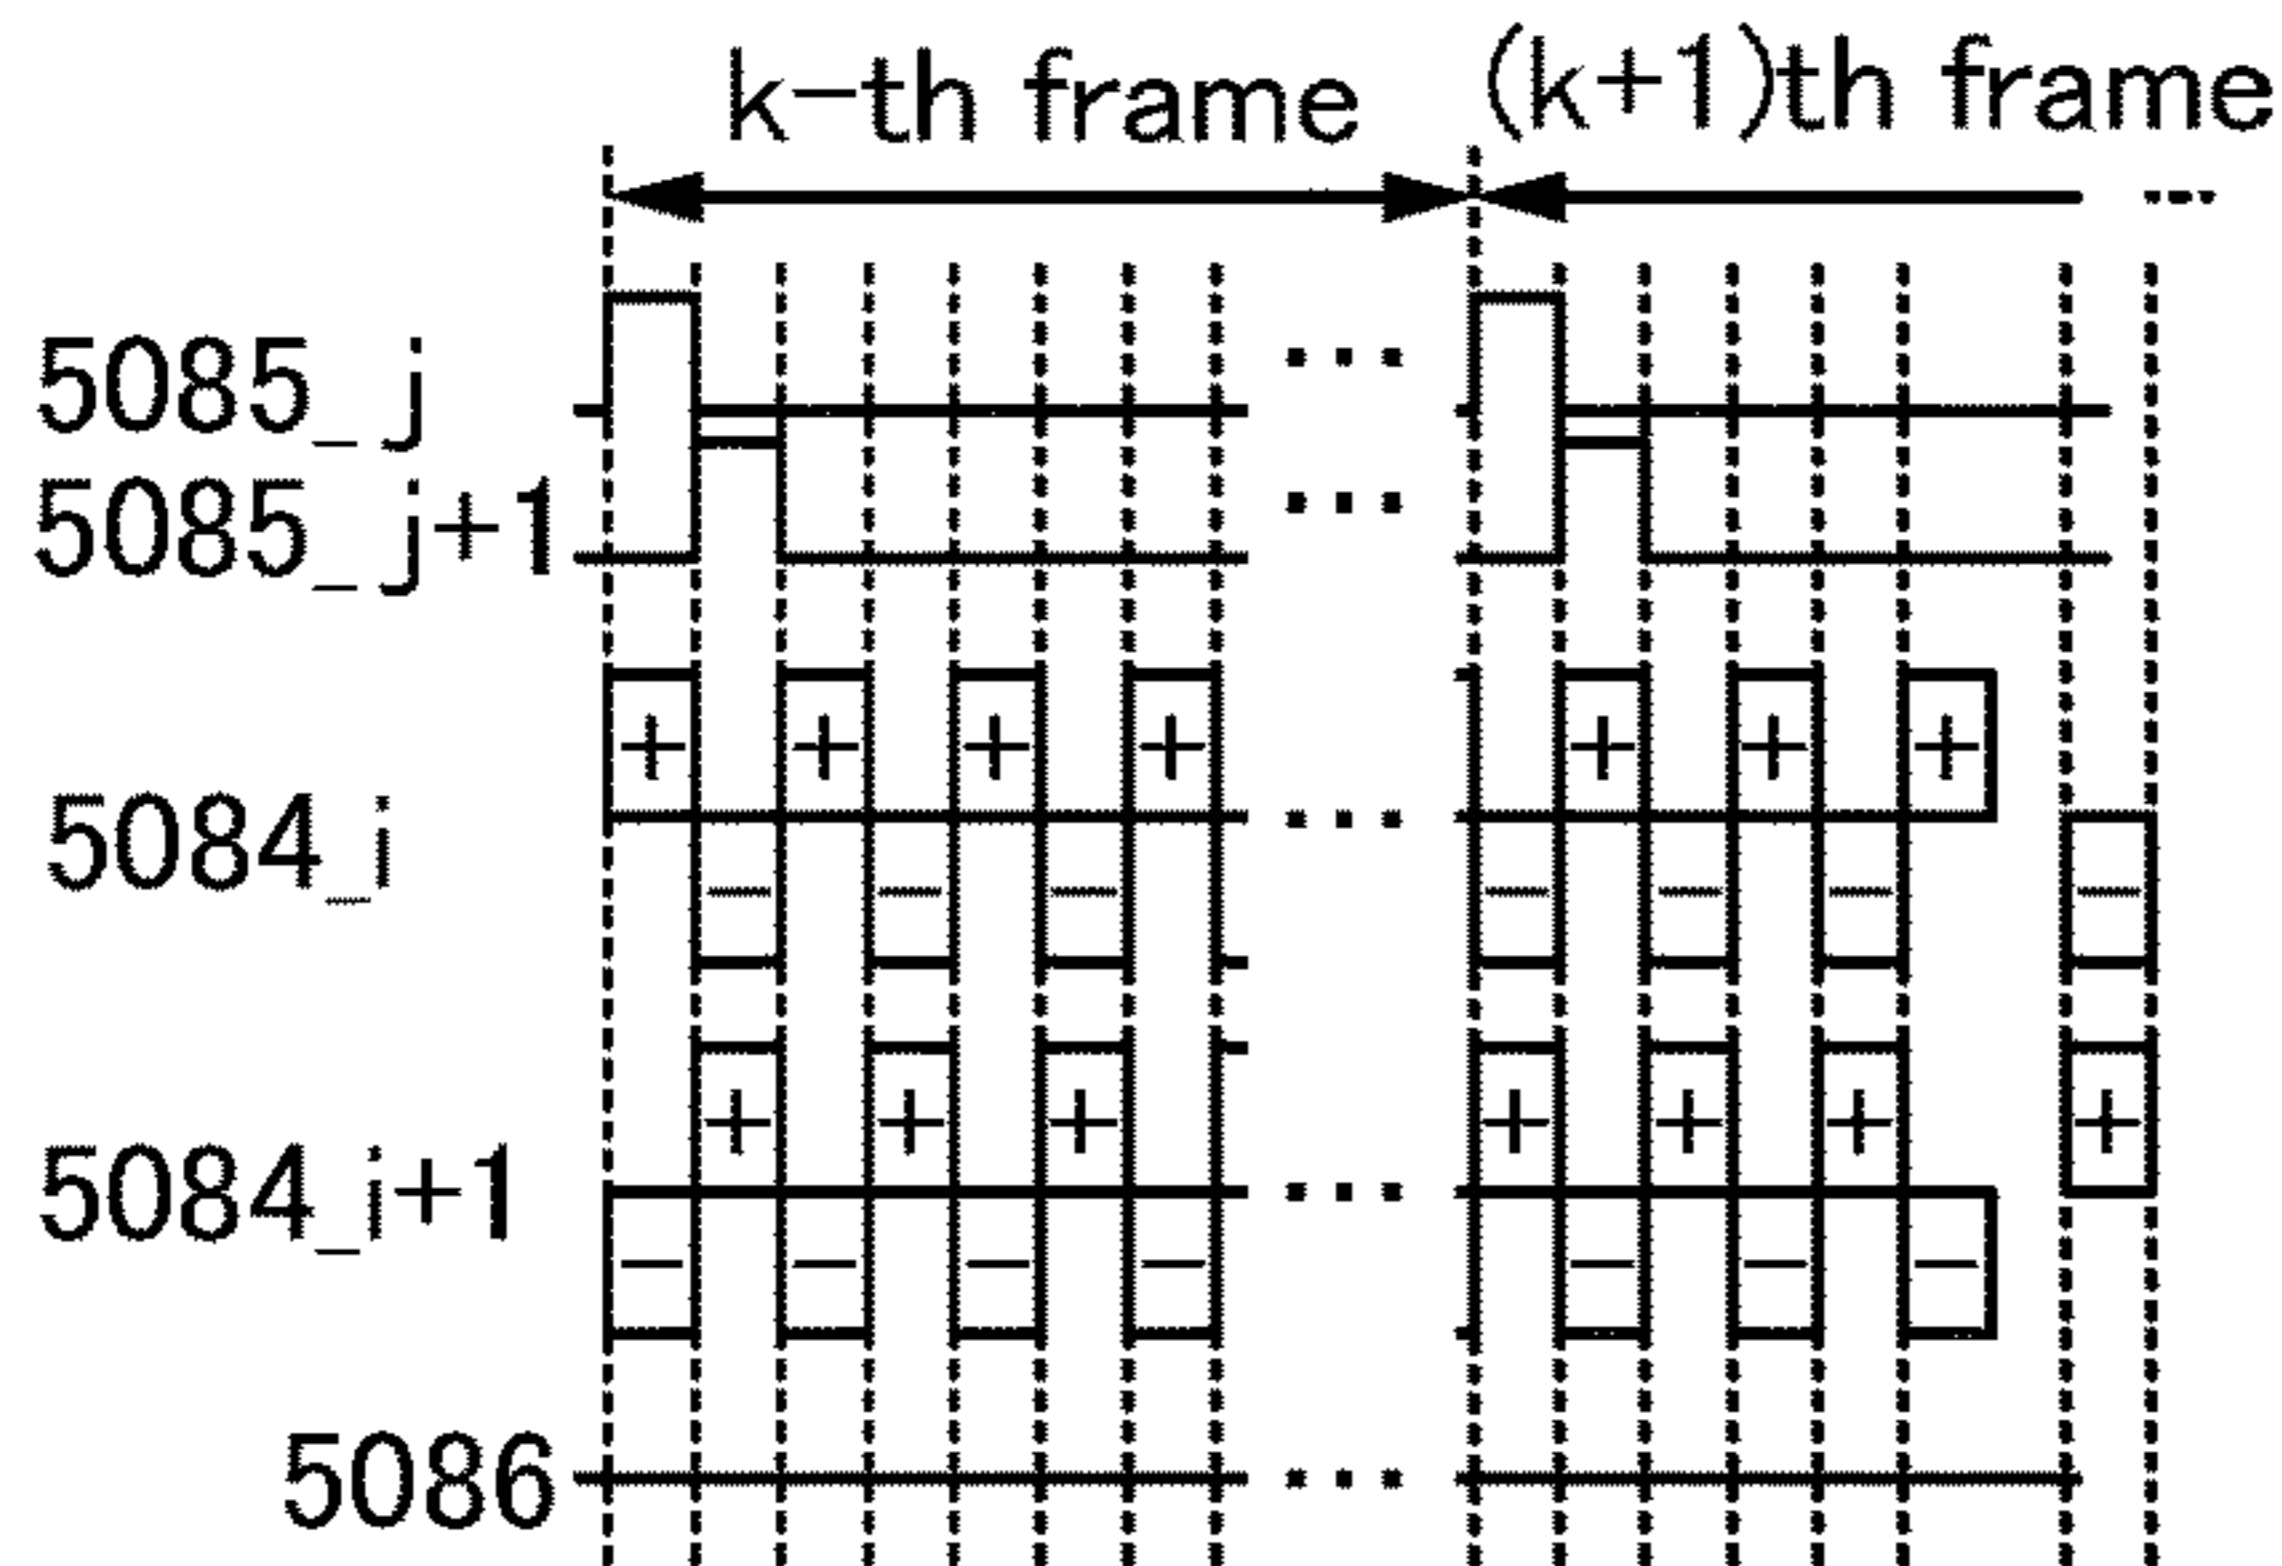 k-th frame (k+1)th frame
...
5085_j ...
5085_j+1 ...
+ + + + + + +
5084_i ...
− − − − − − −
+ + + + + + +
5084_i+1 ...
− − − − − − −
5086 ...